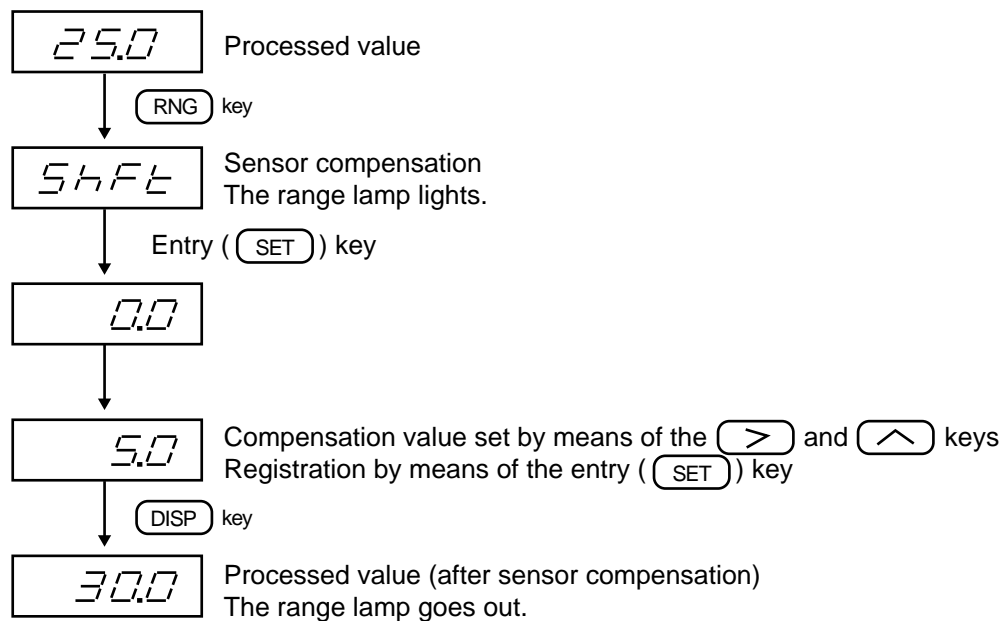 25.0 Processed value
RNG key
ShFt Sensor compensation
The range lamp lights.
Entry ( SET ) key
0.0
5.0 Compensation value set by means of the > and ︿ keys
Registration by means of the entry ( SET ) key
DISP key
30.0 Processed value (after sensor compensation)
The range lamp goes out.